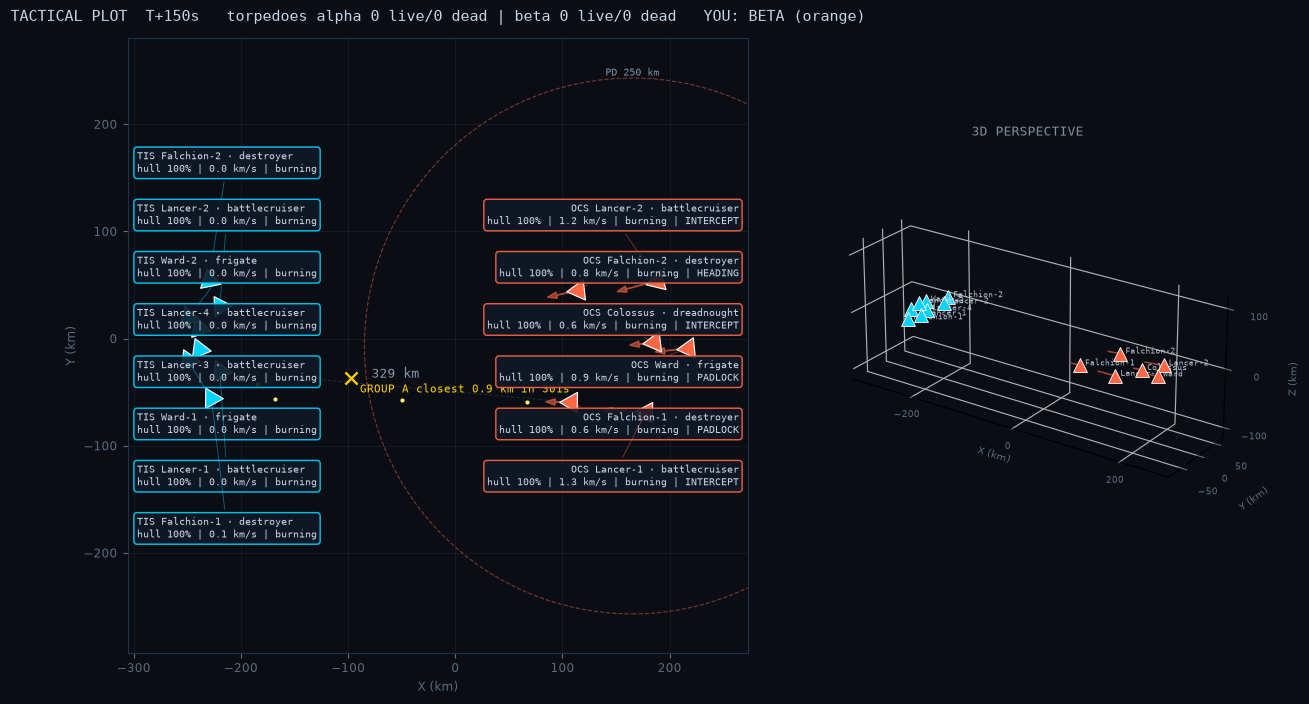 TACTICAL PLOT  T+150s   torpedoes alpha 0 live/0 dead | beta 0 live/0 dead   YOU: BETA (orange)
PD 250 km
TIS Falchion-2 · destroyer
hull 100% | 0.0 km/s | burning
TIS Lancer-2 · battlecruiser
hull 100% | 0.0 km/s | burning
TIS Ward-2 · frigate
hull 100% | 0.0 km/s | burning
TIS Lancer-4 · battlecruiser
hull 100% | 0.0 km/s | burning
TIS Lancer-3 · battlecruiser
hull 100% | 0.0 km/s | burning
TIS Ward-1 · frigate
hull 100% | 0.0 km/s | burning
TIS Lancer-1 · battlecruiser
hull 100% | 0.0 km/s | burning
TIS Falchion-1 · destroyer
hull 100% | 0.1 km/s | burning
OCS Lancer-2 · battlecruiser
hull 100% | 1.2 km/s | burning | INTERCEPT
OCS Falchion-2 · destroyer
hull 100% | 0.8 km/s | burning | HEADING
OCS Colossus · dreadnought
hull 100% | 0.6 km/s | burning | INTERCEPT
OCS Ward · frigate
hull 100% | 0.9 km/s | burning | PADLOCK
OCS Falchion-1 · destroyer
hull 100% | 0.6 km/s | burning | PADLOCK
OCS Lancer-1 · battlecruiser
hull 100% | 1.3 km/s | burning | INTERCEPT
329 km
GROUP A closest 0.9 km in 301s
200
100
0
−100
−200
Y (km)
−300
−200
−100
0
100
200
X (km)
3D PERSPECTIVE
Falchion-2
Falchion-2
Falchion-1
Lancer-2
−200
0
200
X (km)
−50
0
50
Y (km)
100
0
−100
Z (km)